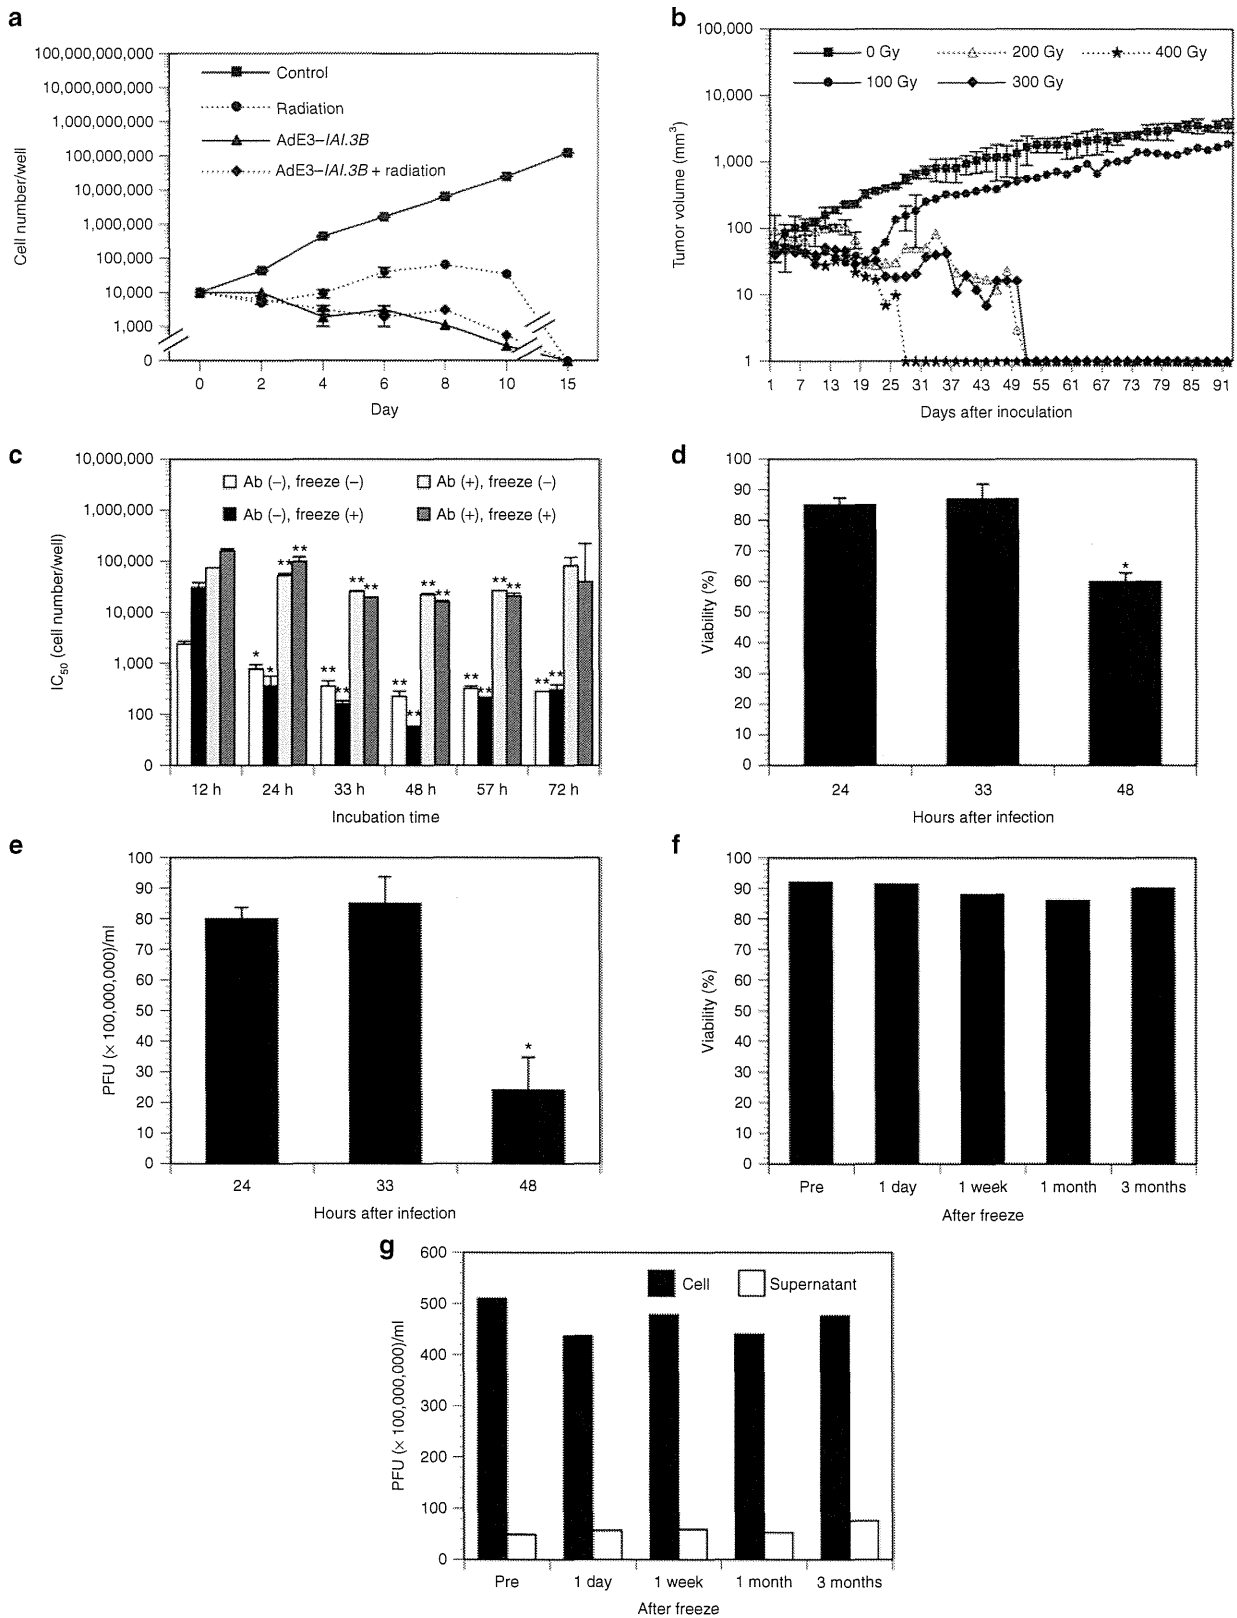 a
100,000,000,000
10,000,000,000
1,000,000,000
100,000,000
10,000,000
1,000,000
100,000
10,000
1,000
0
Cell number/well
Control
Radiation
AdE3–IAI.3B
AdE3–IAI.3B + radiation
0 2 4 6 8 10 15
Day
b
100,000
10,000
1,000
100
10
1
Tumor volume (mm³)
0 Gy 200 Gy 400 Gy
100 Gy 300 Gy
1 7 13 19 25 31 37 43 49 55 61 67 73 79 85 91
Days after inoculation
c
10,000,000
1,000,000
100,000
10,000
1,000
100
0
IC50 (cell number/well)
Ab (–), freeze (–) Ab (+), freeze (–)
Ab (–), freeze (+) Ab (+), freeze (+)
* * ** **
** ** ** **
** ** ** **
** ** ** **
** **
12 h 24 h 33 h 48 h 57 h 72 h
Incubation time
d
100
90
80
70
60
50
40
30
20
10
0
Viability (%)
*
24 33 48
Hours after infection
e
100
90
80
70
60
50
40
30
20
10
0
PFU (× 100,000,000)/ml
*
24 33 48
Hours after infection
f
100
90
80
70
60
50
40
30
20
10
0
Viability (%)
Pre 1 day 1 week 1 month 3 months
After freeze
g
600
500
400
300
200
100
0
PFU (× 100,000,000)/ml
Cell Supernatant
Pre 1 day 1 week 1 month 3 months
After freeze